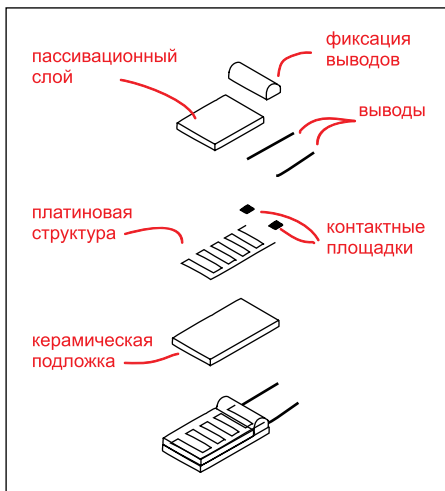 пассивационный
слой
фиксация
выводов
выводы
платиновая
структура
контактные
площадки
керамическая
подложка